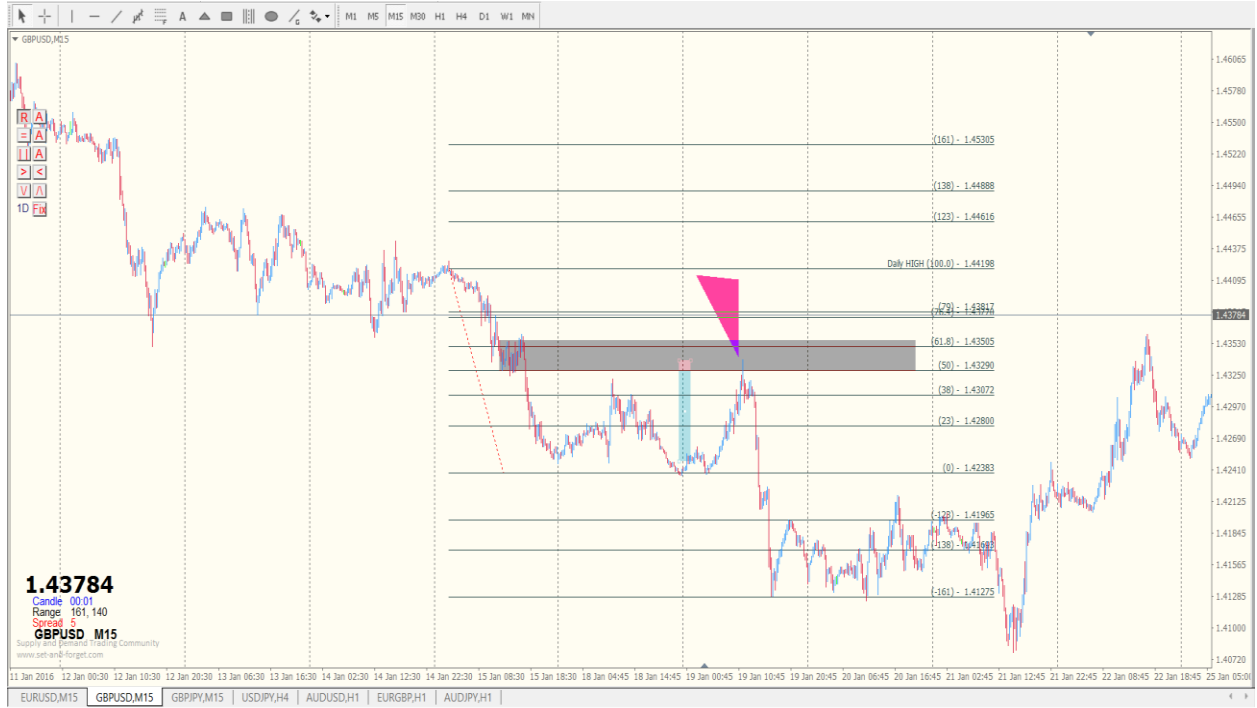 A T F G M1 M5 M15 M30 H1 H4 D1 W1 MN
GBPUSD,M15
1.46065
1.45780
1.45500
1.45220
1.44940
1.44655
1.44375
1.44095
1.43784
1.43530
1.43250
1.42970
1.42690
1.42410
1.42125
1.41845
1.41565
1.41285
1.41000
1.40720
R A
= A
[ ] A
> <
V Λ
1D Fix
(161) - 1.45305
(138) - 1.44888
(123) - 1.44616
Daily HIGH (100.0) - 1.44198
(79) - 1.43817
(76.4) - 1.43770
(61.8) - 1.43505
(50) - 1.43290
(38) - 1.43072
(23) - 1.42800
(0) - 1.42383
(-123) - 1.41965
(-138) - 1.41693
(-161) - 1.41275
1.43784
Candle 00:01
Range 161, 140
Spread 5
GBPUSD M15
Supply and Demand Trading Community
www.set-and-forget.com
11 Jan 2016 12 Jan 00:30 12 Jan 10:30 12 Jan 20:30 13 Jan 06:30 13 Jan 16:30 14 Jan 02:30 14 Jan 12:30 14 Jan 22:30 15 Jan 08:30 15 Jan 18:30 18 Jan 04:30 18 Jan 14:45 19 Jan 00:45 19 Jan 10:45 19 Jan 20:45 20 Jan 06:45 20 Jan 16:45 21 Jan 02:45 21 Jan 12:45 21 Jan 22:45 22 Jan 08:45 22 Jan 18:45 25 Jan 05:00
EURUSD,M15 GBPUSD,M15 GBPJPY,M15 USDJPY,H4 AUDUSD,H1 EURGBP,H1 AUDJPY,H1